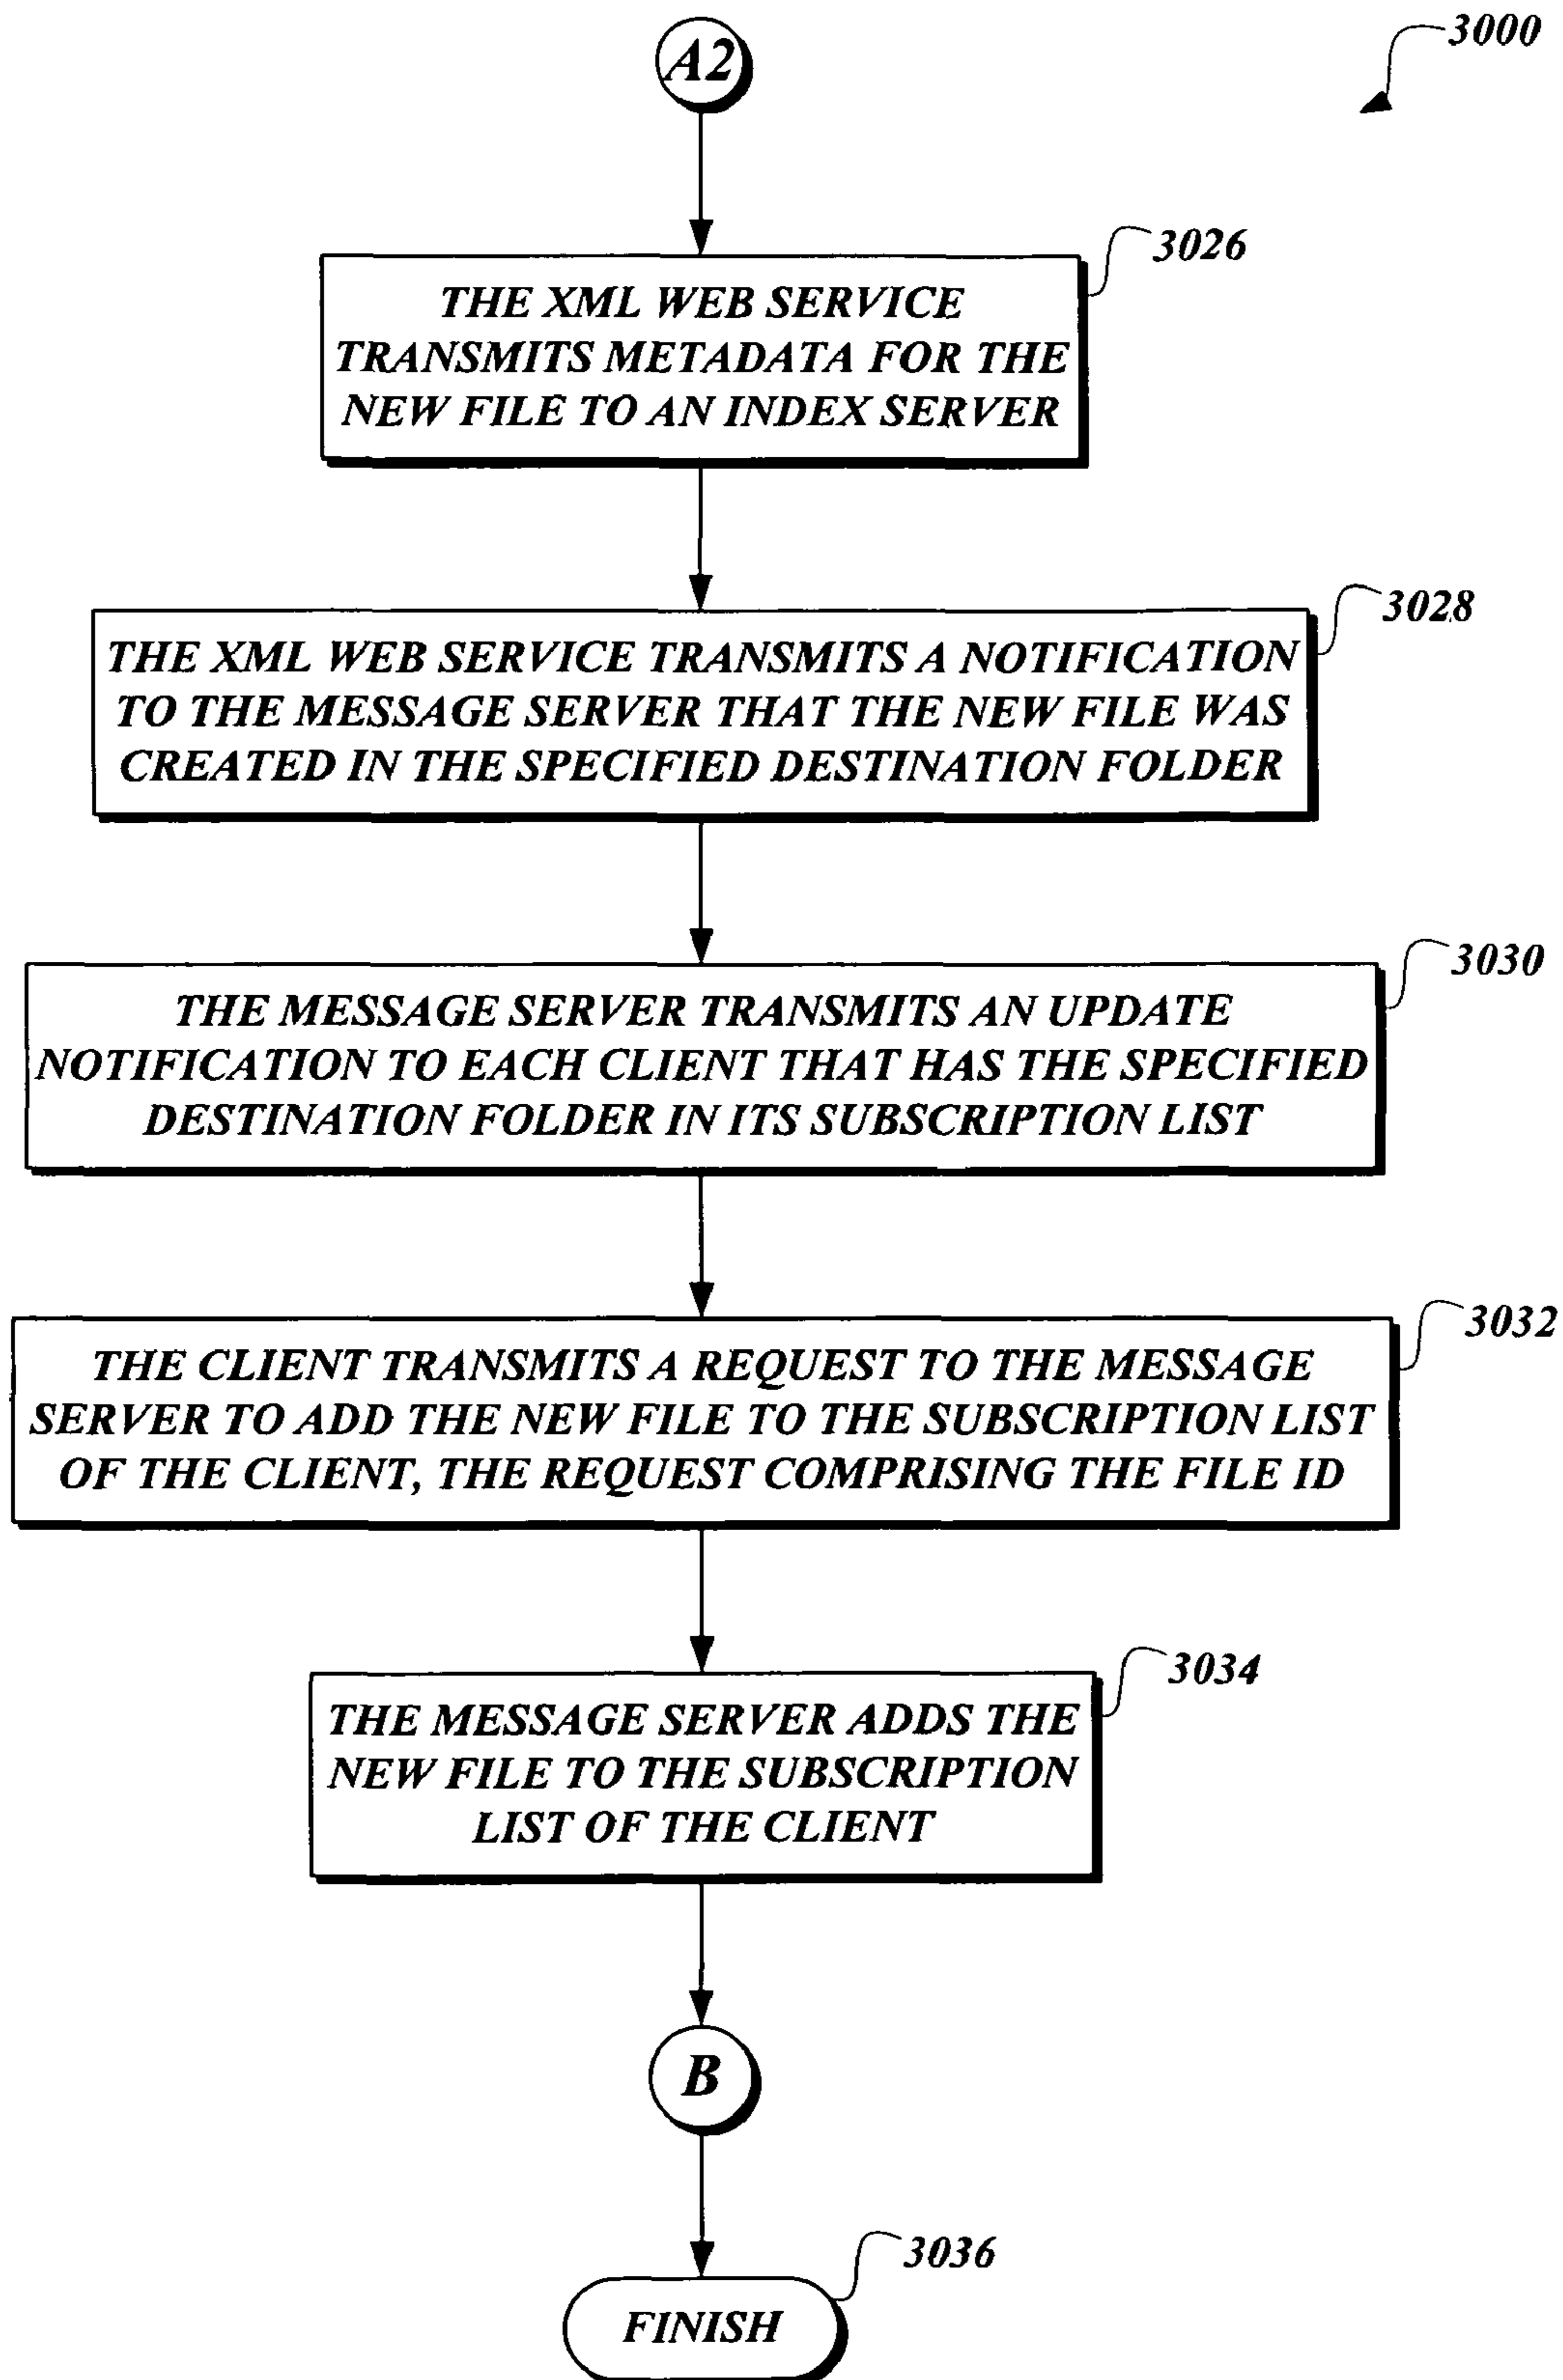 A2
3000
3026
THE XML WEB SERVICE
TRANSMITS METADATA FOR THE
NEW FILE TO AN INDEX SERVER
3028
THE XML WEB SERVICE TRANSMITS A NOTIFICATION
TO THE MESSAGE SERVER THAT THE NEW FILE WAS
CREATED IN THE SPECIFIED DESTINATION FOLDER
3030
THE MESSAGE SERVER TRANSMITS AN UPDATE
NOTIFICATION TO EACH CLIENT THAT HAS THE SPECIFIED
DESTINATION FOLDER IN ITS SUBSCRIPTION LIST
3032
THE CLIENT TRANSMITS A REQUEST TO THE MESSAGE
SERVER TO ADD THE NEW FILE TO THE SUBSCRIPTION LIST
OF THE CLIENT, THE REQUEST COMPRISING THE FILE ID
3034
THE MESSAGE SERVER ADDS THE
NEW FILE TO THE SUBSCRIPTION
LIST OF THE CLIENT
B
3036
FINISH